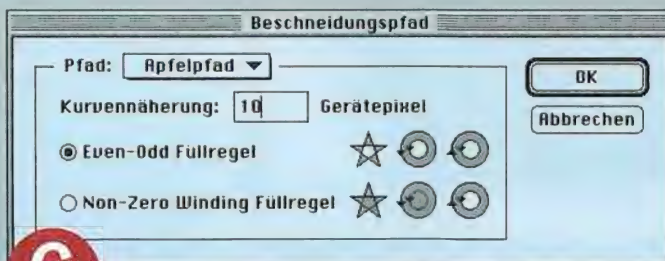 Beschneidungspfad
Pfad: Apfelpfad
Kurvennäherung: 10 Gerätepixel
Even-Odd Füllregel
Non-Zero Winding Füllregel
OK
Abbrechen
C